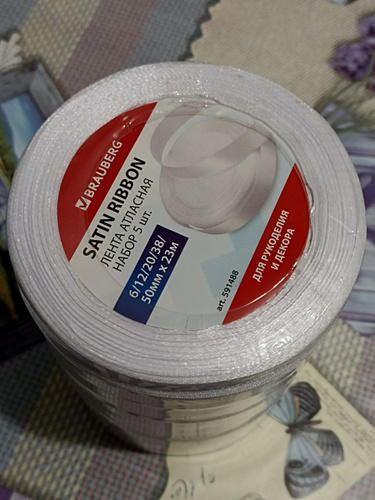 BRAUBERG
SATIN RIBBON
ЛЕНТА АТЛАСНАЯ
НАБОР 5 шт.
6/12/20/38/
50мм х 23м
ДЛЯ РУКОДЕЛИЯ
И ДЕКОРА
art. 591488